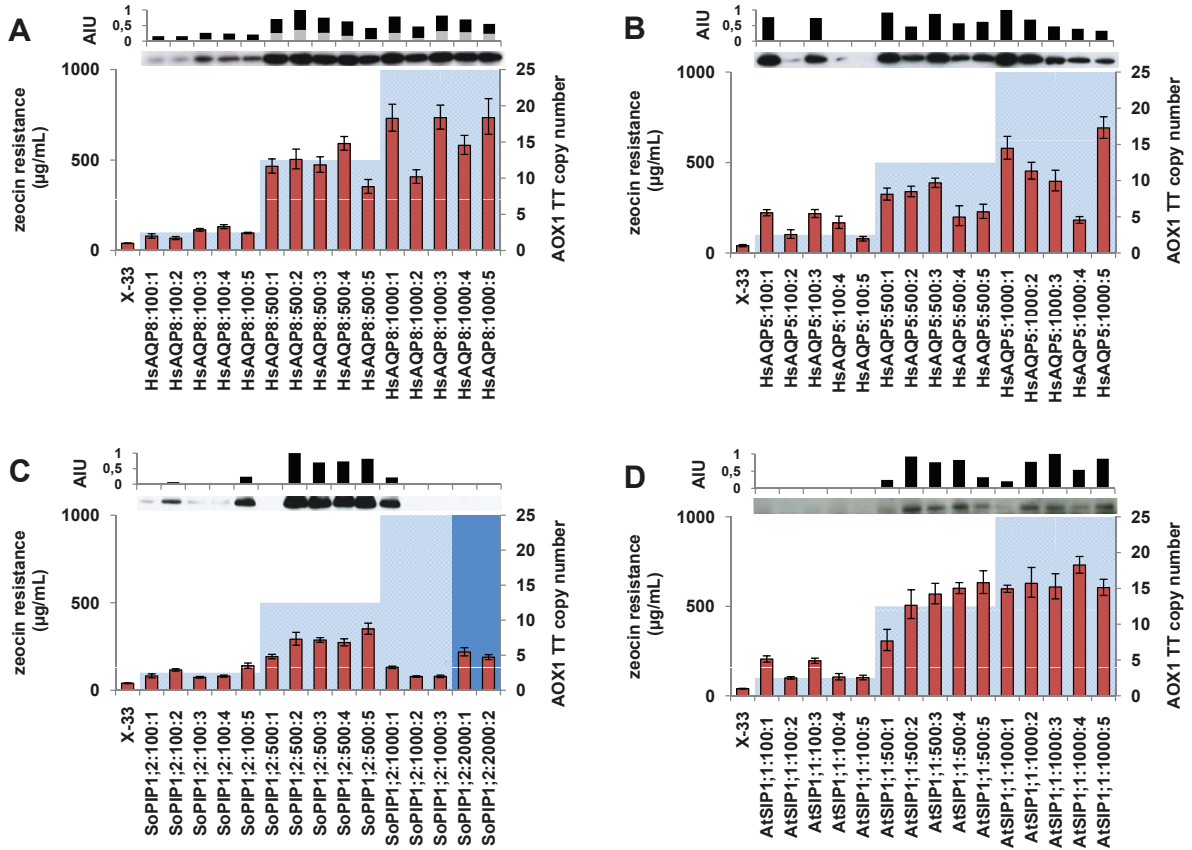 A
AIU
1
0,5
0
1000
500
0
zeocin resistance
(µg/mL)
25
20
15
10
5
0
AOX1 TT copy number
X-33
HsAQP8:100:1
HsAQP8:100:2
HsAQP8:100:3
HsAQP8:100:4
HsAQP8:100:5
HsAQP8:500:1
HsAQP8:500:2
HsAQP8:500:3
HsAQP8:500:4
HsAQP8:500:5
HsAQP8:1000:1
HsAQP8:1000:2
HsAQP8:1000:3
HsAQP8:1000:4
HsAQP8:1000:5
B
AIU
1
0,5
0
1000
500
0
zeocin resistance
(µg/mL)
25
20
15
10
5
0
AOX1 TT copy number
X-33
HsAQP5:100:1
HsAQP5:100:2
HsAQP5:100:3
HsAQP5:100:4
HsAQP5:100:5
HsAQP5:500:1
HsAQP5:500:2
HsAQP5:500:3
HsAQP5:500:4
HsAQP5:500:5
HsAQP5:1000:1
HsAQP5:1000:2
HsAQP5:1000:3
HsAQP5:1000:4
HsAQP5:1000:5
C
AIU
1
0,5
0
1000
500
0
zeocin resistance
(µg/mL)
25
20
15
10
5
0
AOX1 TT copy number
X-33
SoPIP1;2:100:1
SoPIP1;2:100:2
SoPIP1;2:100:3
SoPIP1;2:100:4
SoPIP1;2:100:5
SoPIP1;2:500:1
SoPIP1;2:500:2
SoPIP1;2:500:3
SoPIP1;2:500:4
SoPIP1;2:500:5
SoPIP1;2:1000:1
SoPIP1;2:1000:2
SoPIP1;2:1000:3
SoPIP1;2:2000:1
SoPIP1;2:2000:2
D
AIU
1
0,5
0
1000
500
0
zeocin resistance
(µg/mL)
25
20
15
10
5
0
AOX1 TT copy number
X-33
AtSIP1;1:100:1
AtSIP1;1:100:2
AtSIP1;1:100:3
AtSIP1;1:100:4
AtSIP1;1:100:5
AtSIP1;1:500:1
AtSIP1;1:500:2
AtSIP1;1:500:3
AtSIP1;1:500:4
AtSIP1;1:500:5
AtSIP1;1:1000:1
AtSIP1;1:1000:2
AtSIP1;1:1000:3
AtSIP1;1:1000:4
AtSIP1;1:1000:5